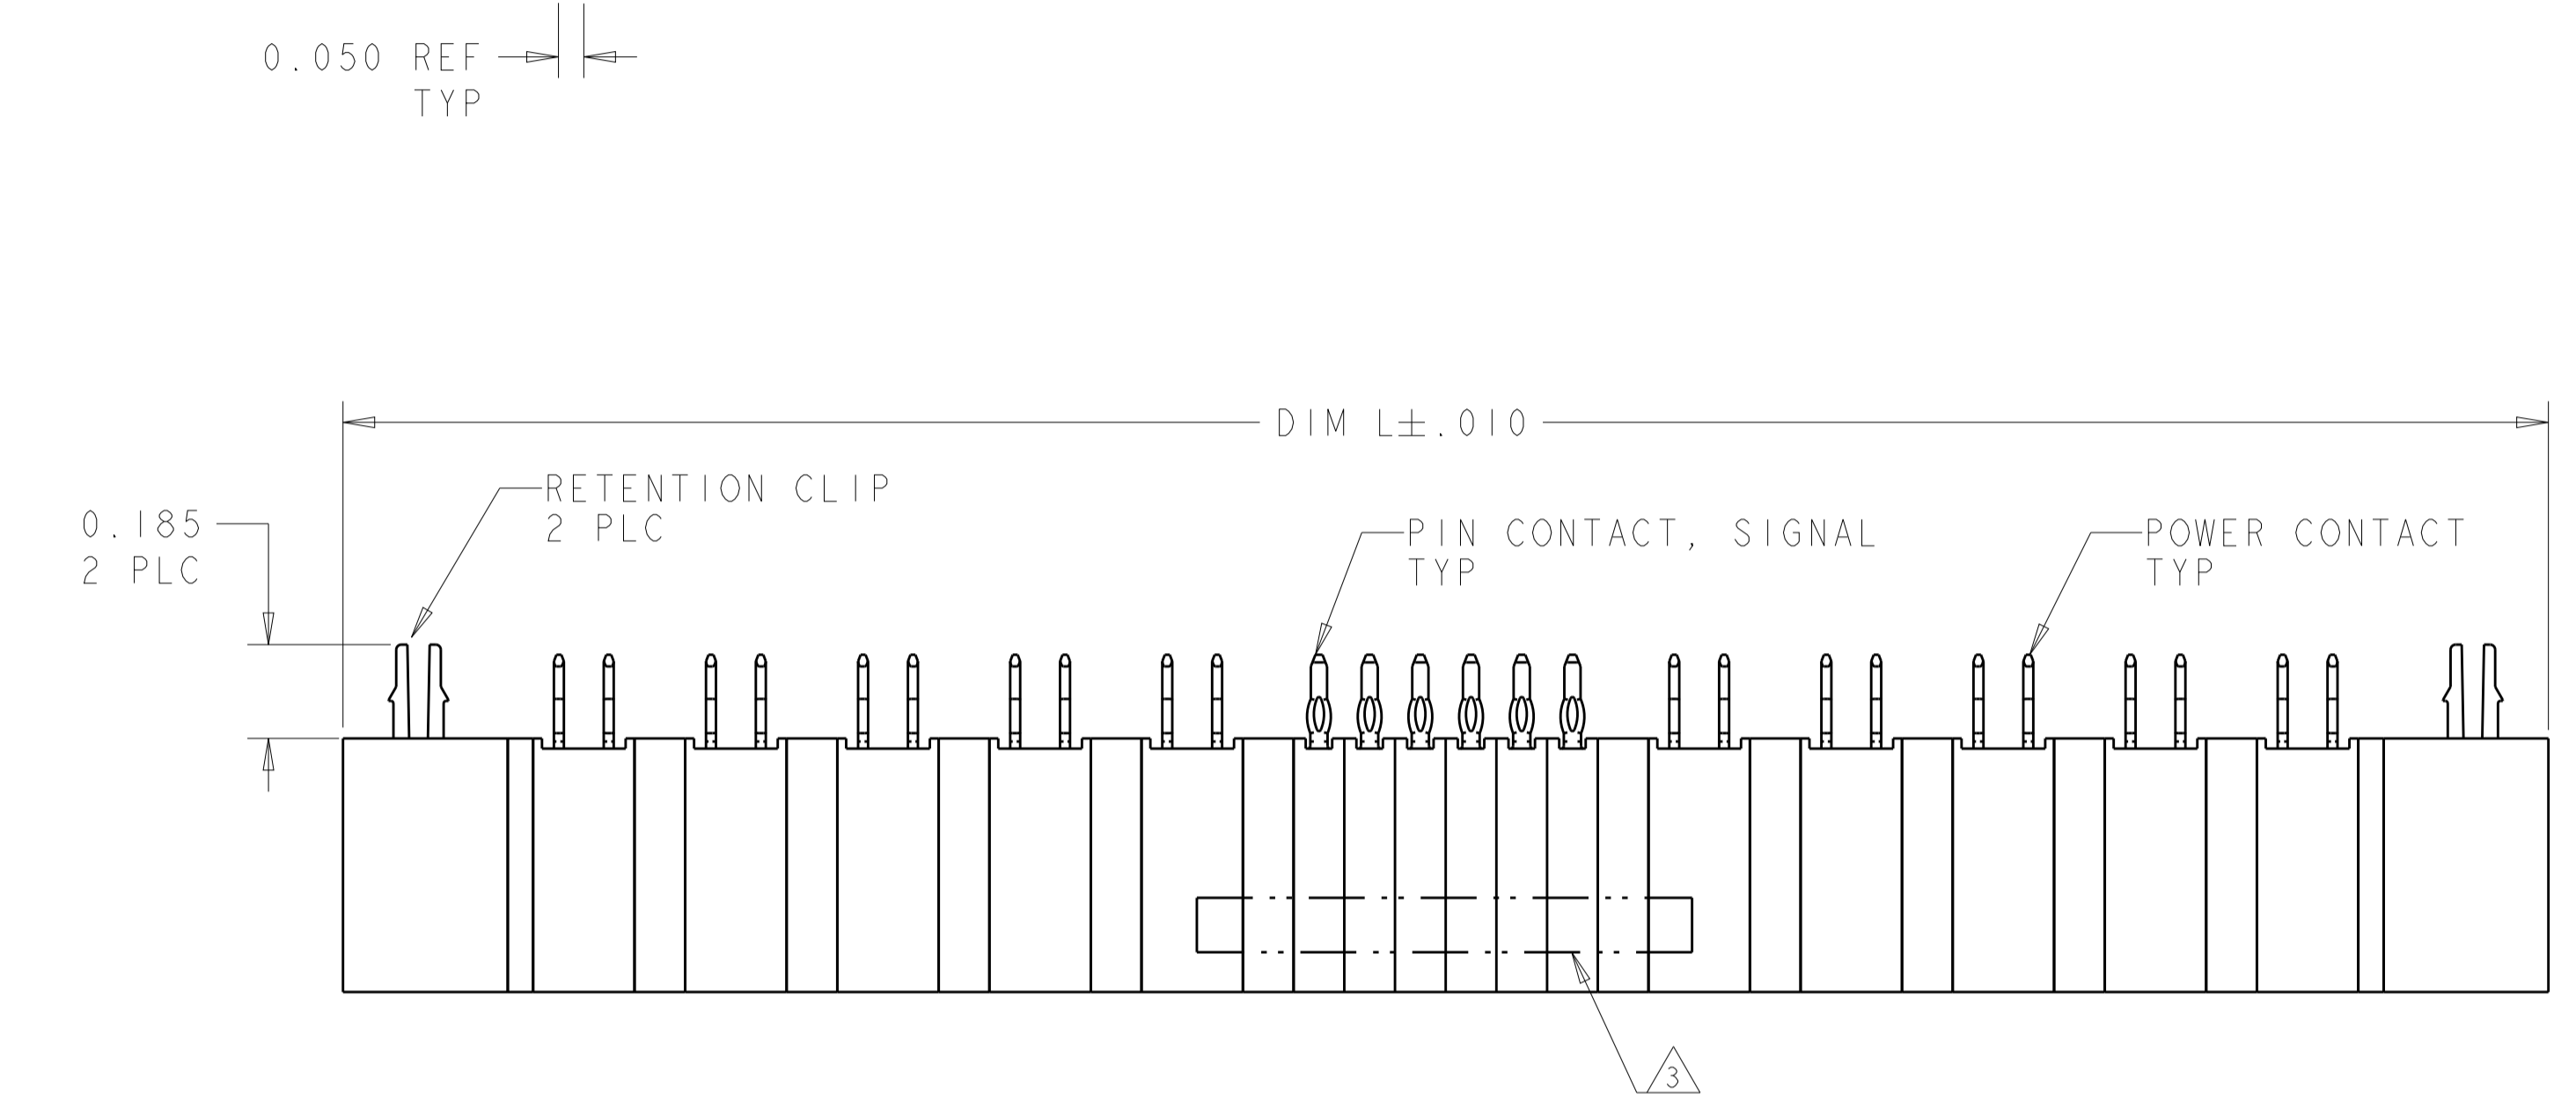 0.050 REF
TYP
DIM L±.010
RETENTION CLIP
2 PLC
0.185
2 PLC
PIN CONTACT, SIGNAL
TYP
POWER CONTACT
TYP
3